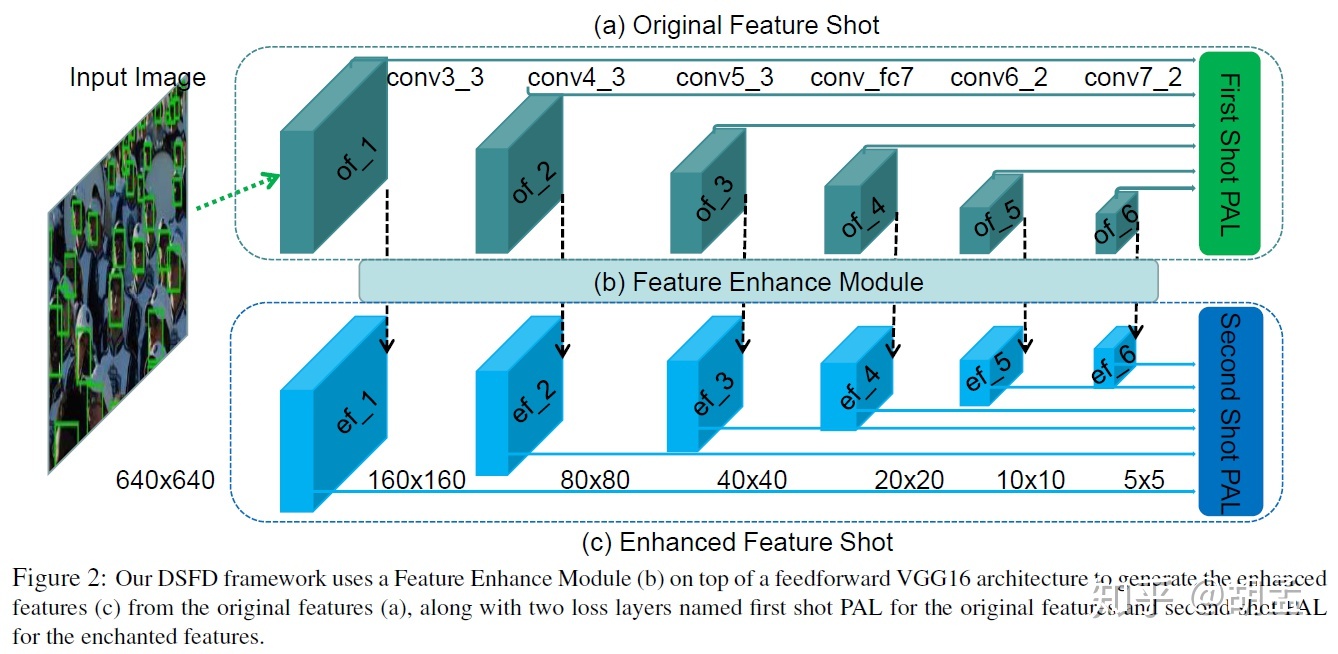 (a) Original Feature Shot
Input Image
conv3_3 conv4_3 conv5_3 conv_fc7 conv6_2 conv7_2
of_1 of_2 of_3 of_4 of_5 of_6
First Shot PAL
(b) Feature Enhance Module
ef_1 ef_2 ef_3 ef_4 ef_5 ef_6
Second Shot PAL
640x640 160x160 80x80 40x40 20x20 10x10 5x5
(c) Enhanced Feature Shot
Figure 2: Our DSFD framework uses a Feature Enhance Module (b) on top of a feedforward VGG16 architecture to generate the enhanced
features (c) from the original features (a), along with two loss layers named first shot PAL for the original features and second shot PAL
for the enchanted features.
知乎 @胡孟